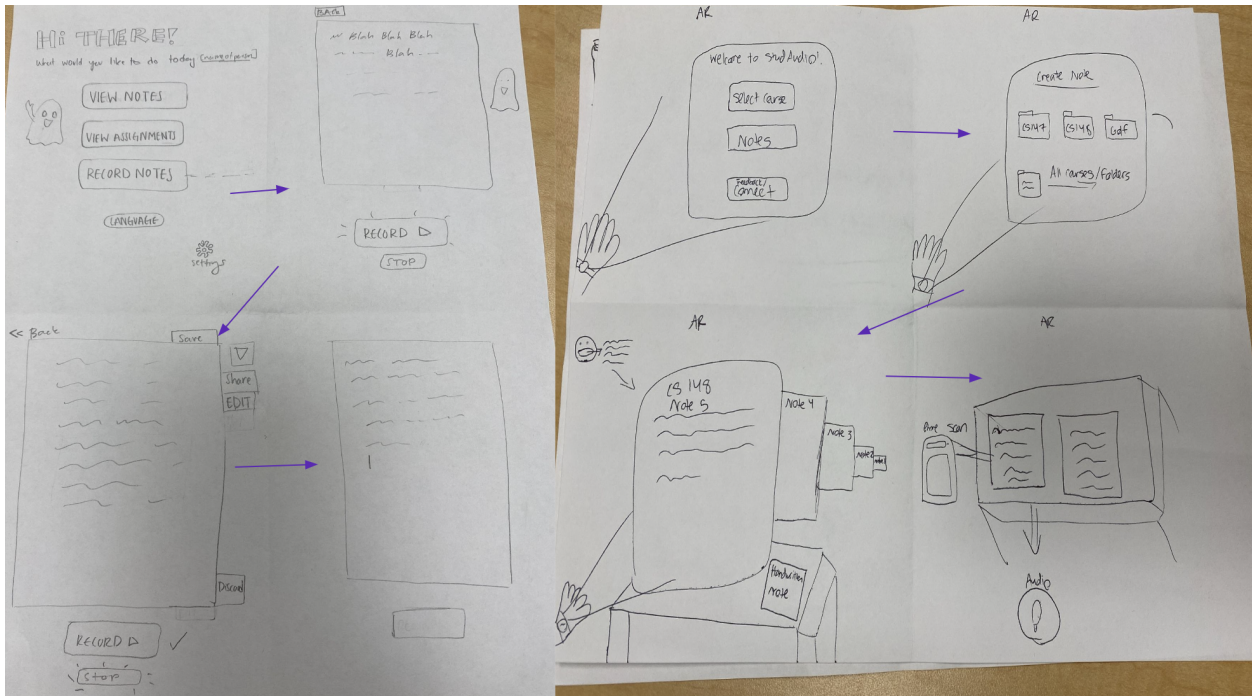 Hi THERE!
What would you like to do today [name of person]
VIEW NOTES
VIEW ASSIGNMENTS
RECORD NOTES
LANGUAGE
settings
BACK
Blah Blah Blah
Blah
RECORD
STOP
<< Back
Save
Share
EDIT
Discard
RECORD
STOP
AR
Welcome to StudAudio!
Select course
Notes
Feedback/
Connect
AR
Create Note
CS147
CS148
All courses/folders
AR
CS 148
Note 5
Note 4
Note 3
Note 2
Handwritten
Note
AR
Phone scan
Audio